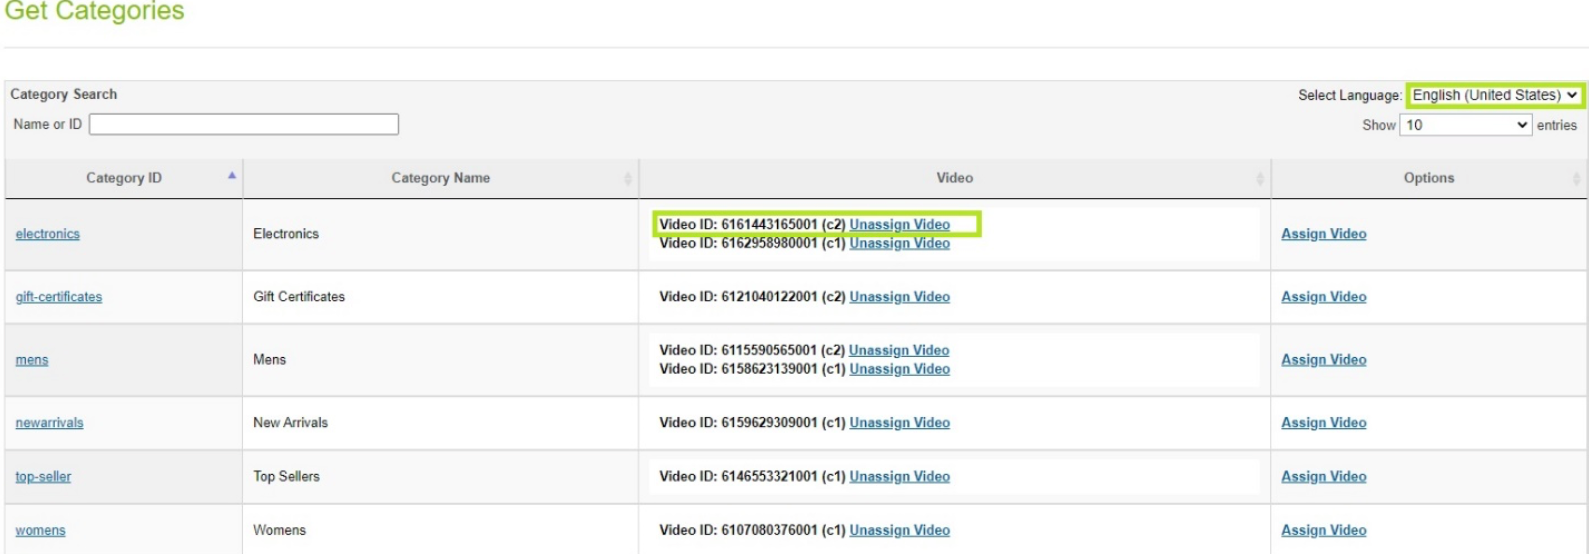 Get Categories
Category Search
Select Language: English (United States)
Name or ID
Show 10 entries
Category ID Category Name Video Options
electronics Electronics Video ID: 6161443165001 (c2) Unassign Video Assign Video
Video ID: 6162958980001 (c1) Unassign Video
gift-certificates Gift Certificates Video ID: 6121040122001 (c2) Unassign Video Assign Video
mens Mens Video ID: 6115590565001 (c2) Unassign Video Assign Video
Video ID: 6158623139001 (c1) Unassign Video
newarrivals New Arrivals Video ID: 6159629309001 (c1) Unassign Video Assign Video
top-seller Top Sellers Video ID: 6146553321001 (c1) Unassign Video Assign Video
womens Womens Video ID: 6107080376001 (c1) Unassign Video Assign Video